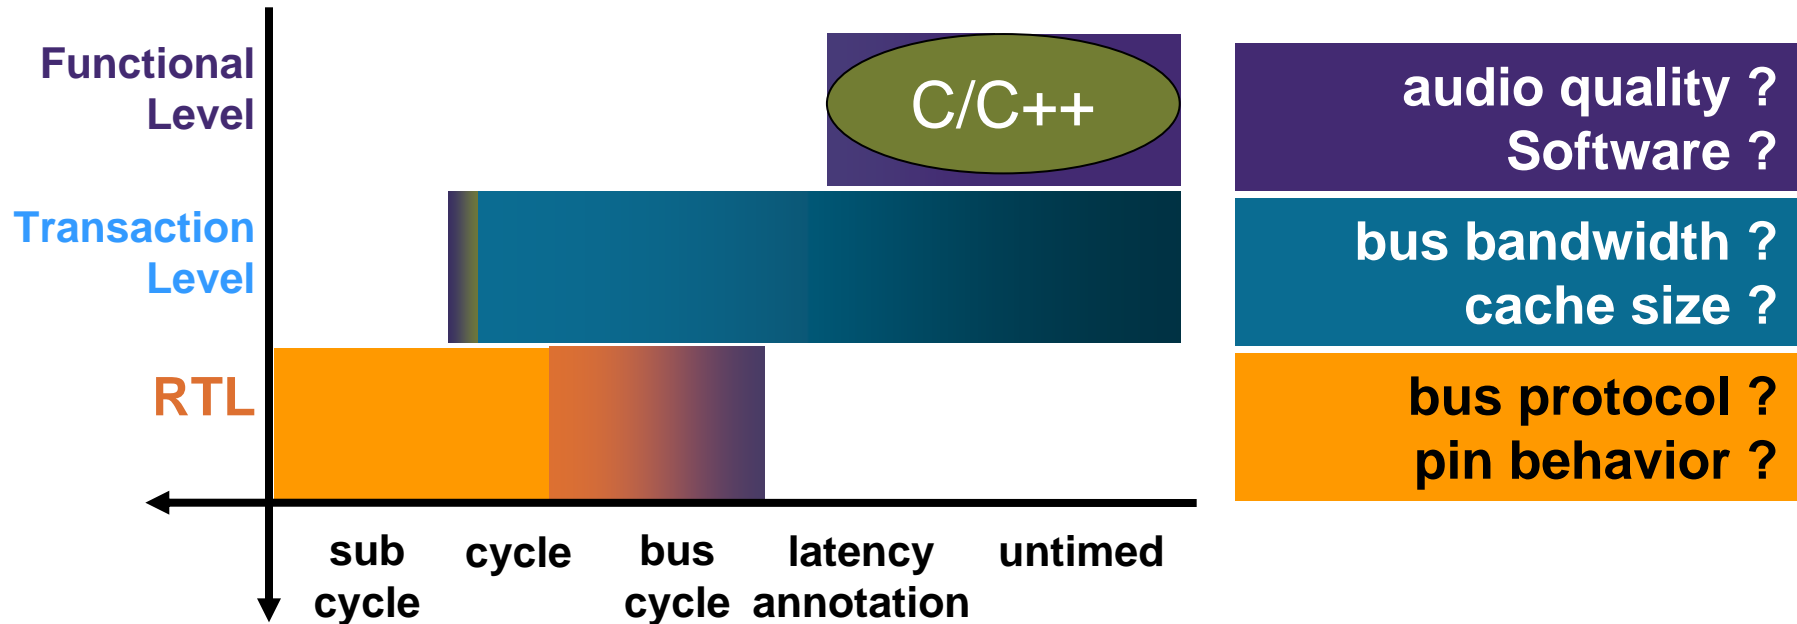 Functional
Level
C/C++
audio quality ?
Software ?
Transaction
Level
bus bandwidth ?
cache size ?
RTL
bus protocol ?
pin behavior ?
sub
cycle
cycle
bus
cycle
latency
annotation
untimed